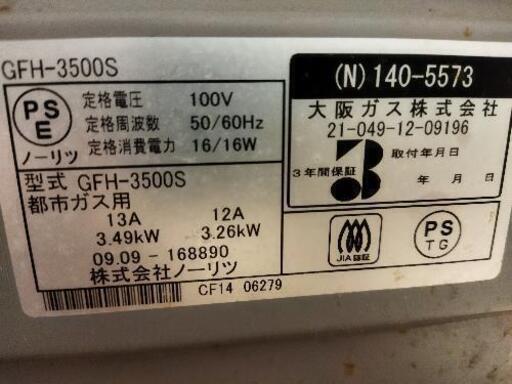 GFH-3500S
PS
E
ノーリツ
定格電圧 100V
定格周波数 50/60Hz
定格消費電力 16/16W
型式 GFH-3500S
都市ガス用
13A 12A
3.49kW 3.26kW
09.09 - 168890
株式会社ノーリツ
CF14 06279
(N) 140-5573
大阪ガス株式会社
21-049-12-09196
3年間保証
3
取付年月日
年 月 日
JIA認証
PS
TG